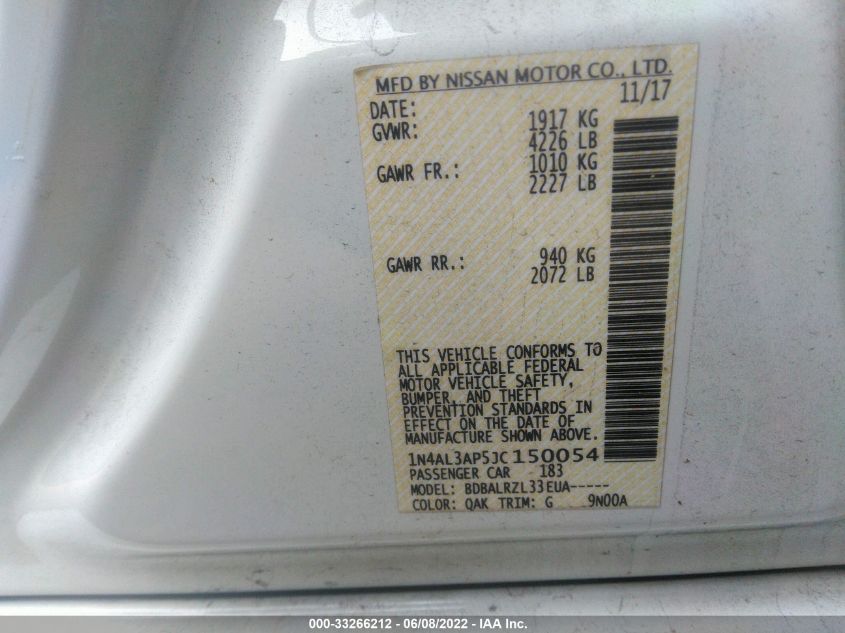 MFD BY NISSAN MOTOR CO., LTD.
DATE: 11/17
GVWR: 1917 KG
4226 LB
GAWR FR.: 1010 KG
2227 LB
GAWR RR.: 940 KG
2072 LB
THIS VEHICLE CONFORMS TO
ALL APPLICABLE FEDERAL
MOTOR VEHICLE SAFETY,
BUMPER, AND THEFT
PREVENTION STANDARDS IN
EFFECT ON THE DATE OF
MANUFACTURE SHOWN ABOVE.
1N4AL3AP5JC150054
PASSENGER CAR 183
MODEL: BDBALRZL33EUA-----
COLOR: QAK TRIM: G 9N00A
000-33266212 - 06/08/2022 - IAA Inc.